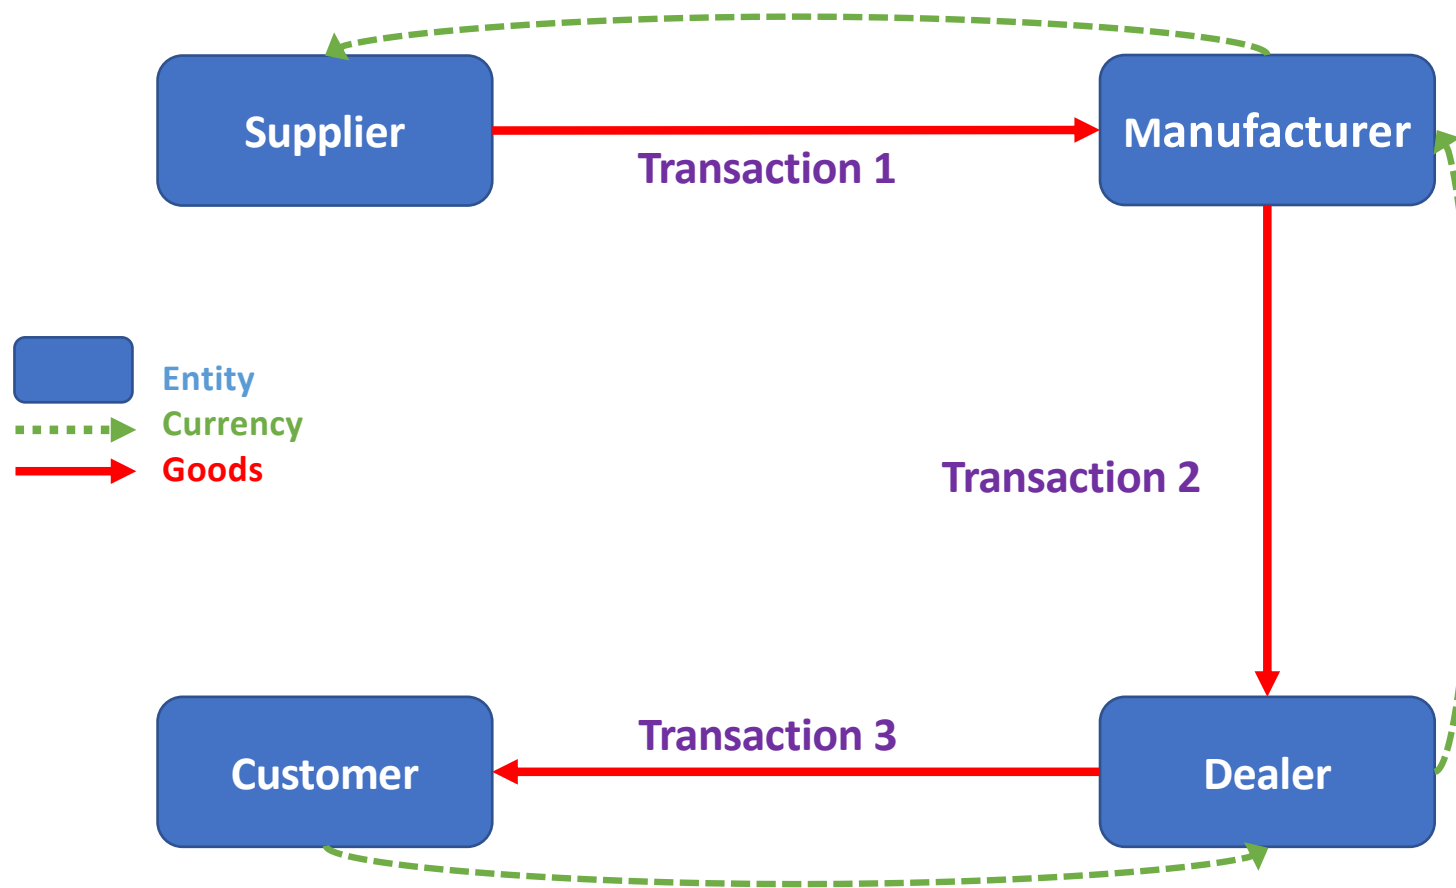 Supplier
Manufacturer
Transaction 1
Entity
Currency
Goods
Transaction 2
Transaction 3
Customer
Dealer